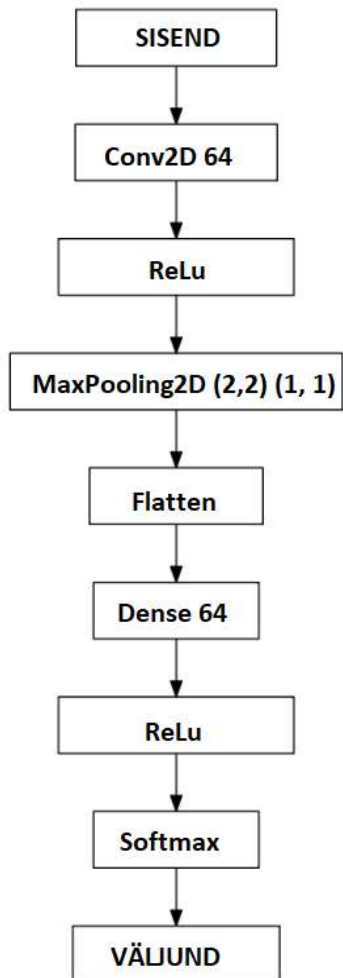 SISEND
Conv2D 64
ReLu
MaxPooling2D (2,2) (1, 1)
Flatten
Dense 64
ReLu
Softmax
VÄLJUND